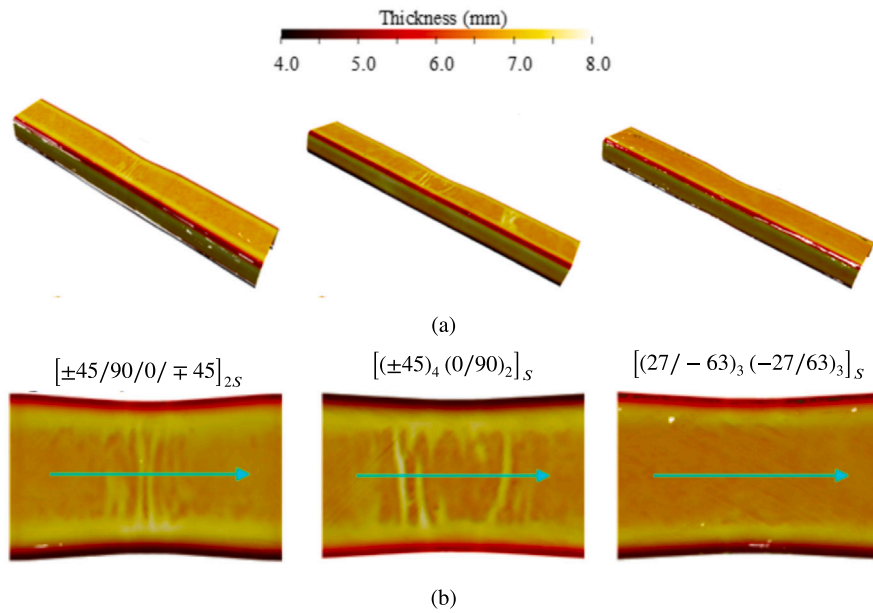 Thickness (mm)
4.0 5.0 6.0 7.0 8.0
(a)
[±45/90/0/ ∓ 45]₂S [(±45)₄ (0/90)₂]S [(27/ − 63)₃ (−27/63)₃]S
(b)